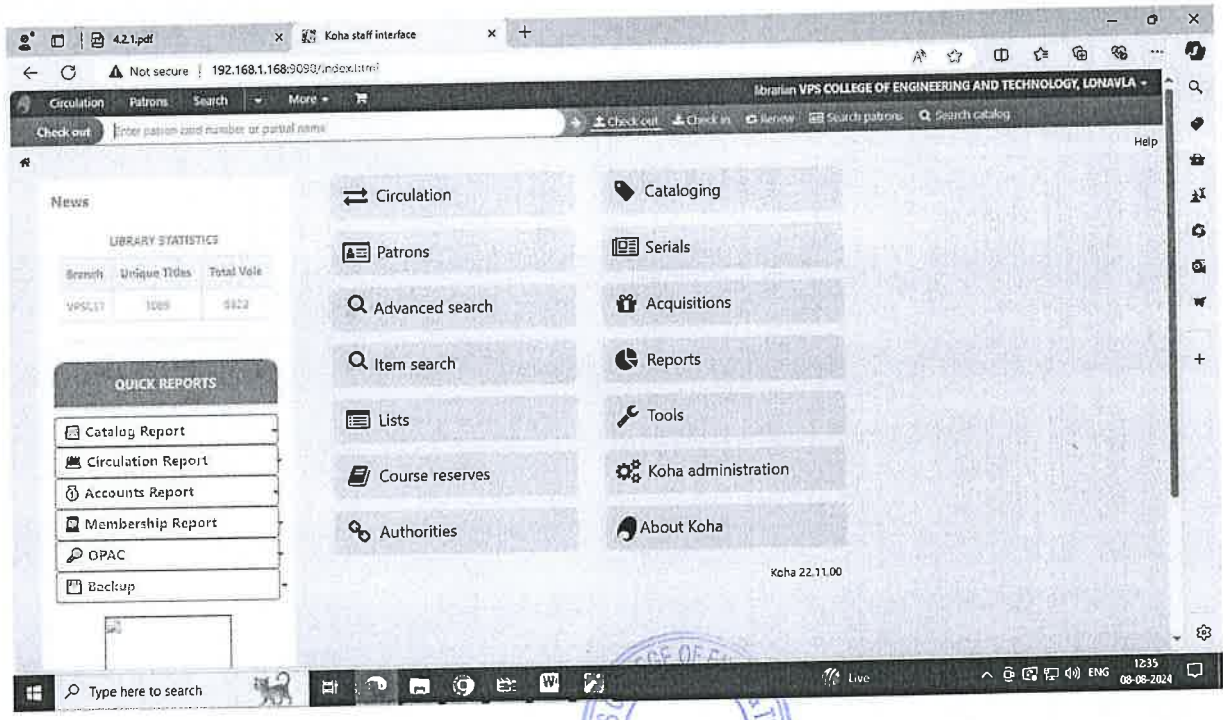 4.2.1.pdf
Koha staff interface
Not secure 192.168.1.168:9090/index.html
Circulation Patrons Search More
librarian VPS COLLEGE OF ENGINEERING AND TECHNOLOGY, LONAVLA
Check out Enter patron card number or partial name
Check out Check in Renew Search patrons Search catalog
Help
News
LIBRARY STATISTICS
Branch Unique Titles Total Vols
QUICK REPORTS
Catalog Report
Circulation Report
Accounts Report
Membership Report
OPAC
Backup
Circulation
Patrons
Advanced search
Item search
Lists
Course reserves
Authorities
Cataloging
Serials
Acquisitions
Reports
Tools
Koha administration
About Koha
Koha 22.11.00
Type here to search
Live
ENG
12:35
08-08-2024